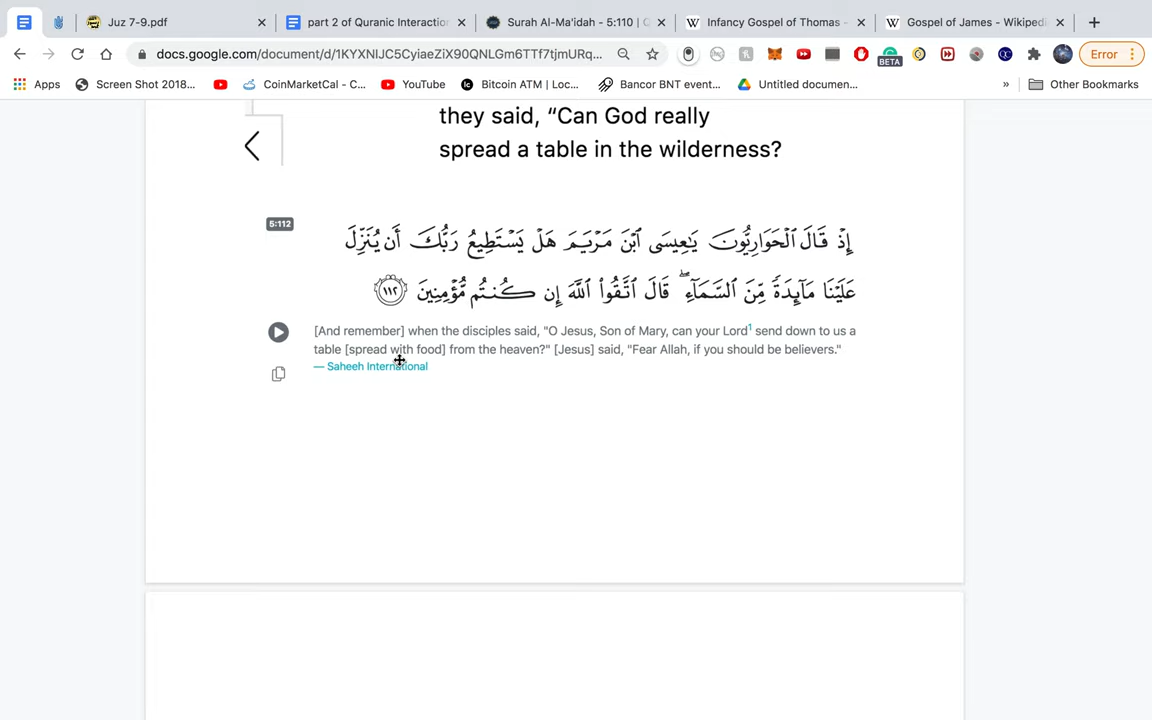 Juz 7-9.pdf
part 2 of Quranic Interaction
Surah Al-Ma'idah - 5:110 | Q
Infancy Gospel of Thomas -
Gospel of James - Wikipedi
docs.google.com/document/d/1KYXNIJC5CyiaeZiX90QNLGm6TTf7tjmURq...
BETA
Error
Apps
Screen Shot 2018...
CoinMarketCal - C...
YouTube
Bitcoin ATM | Loc...
Bancor BNT event...
Untitled documen...
»
Other Bookmarks
they said, “Can God really
spread a table in the wilderness?
5:112
إِذْ قَالَ ٱلْحَوَارِيُّونَ يَـٰعِيسَى ٱبْنَ مَرْيَمَ هَلْ يَسْتَطِيعُ رَبُّكَ أَن يُنَزِّلَ
عَلَيْنَا مَآئِدَةً مِّنَ ٱلسَّمَآءِ ۖ قَالَ ٱتَّقُوا۟ ٱللَّهَ إِن كُنتُم مُّؤْمِنِينَ ١١٢
[And remember] when the disciples said, "O Jesus, Son of Mary, can your Lord1 send down to us a
table [spread with food] from the heaven?" [Jesus] said, "Fear Allah, if you should be believers."
— Saheeh International